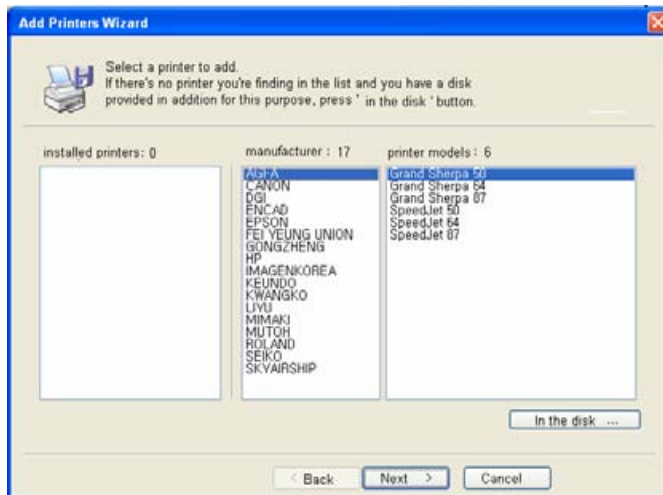 Add Printers Wizard
Select a printer to add.
If there's no printer you're finding in the list and you have a disk
provided in addition for this purpose, press ' in the disk ' button.
installed printers: 0
manufacturer : 17
printer models : 6
AGFA
CANON
DGI
ENCAD
EPSON
FEI YEUNG UNION
GONGZHENG
HP
IMAGENKOREA
KEUNDO
KWANGKO
LIYU
MIMAKI
MUTOH
ROLAND
SEIKO
SKYAIRSHIP
Grand Sherpa 50
Grand Sherpa 64
Grand Sherpa 87
SpeedJet 50
SpeedJet 64
SpeedJet 87
In the disk ...
< Back
Next >
Cancel